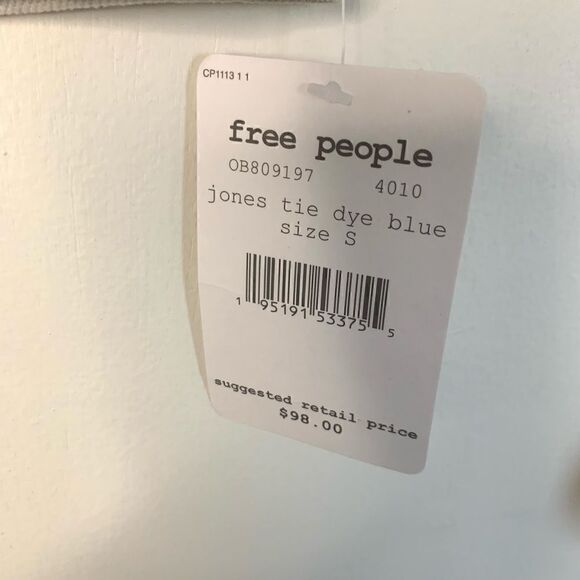 CP1113 1 1
free people
OB809197 4010
jones tie dye blue
size S
1 95191 53375 5
suggested retail price
$98.00